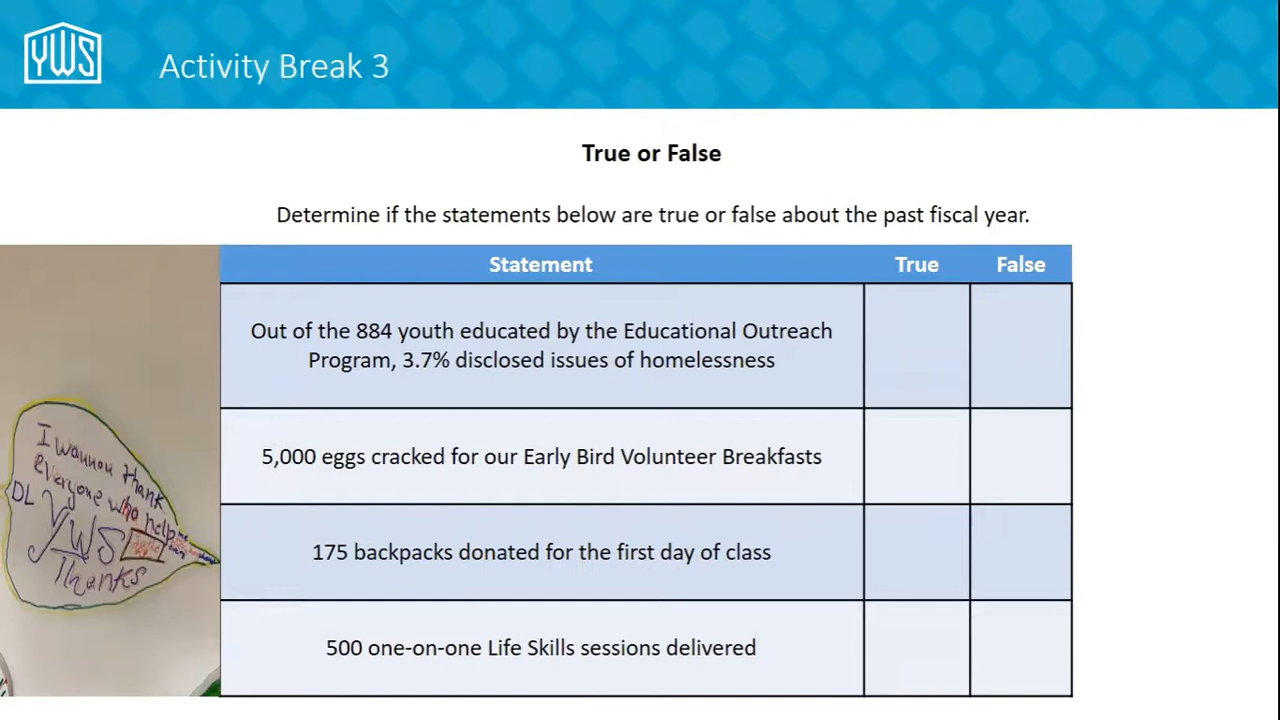 YWS
Activity Break 3
True or False
Determine if the statements below are true or false about the past fiscal year.
Statement True False
Out of the 884 youth educated by the Educational Outreach
Program, 3.7% disclosed issues of homelessness
5,000 eggs cracked for our Early Bird Volunteer Breakfasts
175 backpacks donated for the first day of class
500 one-on-one Life Skills sessions delivered
I wannou thank
everyone who help
DL YWS
Thanks